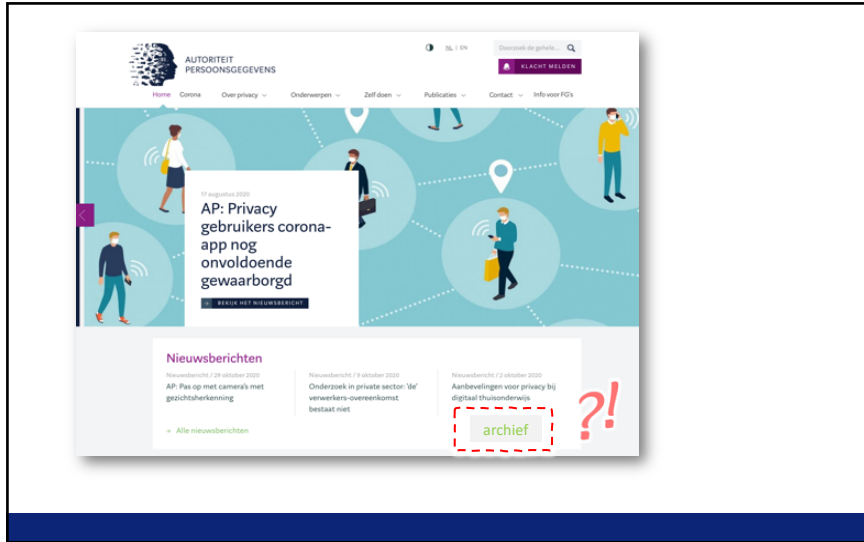 AUTORITEIT
PERSOONSGEGEVENS
NL | EN
Doorzoek de gehele...
KLACHT MELDEN
Home Corona Over privacy Onderwerpen Zelf doen Publicaties Contact Info voor FG's
17 augustus 2020
AP: Privacy
gebruikers corona-
app nog
onvoldoende
gewaarborgd
BEKIJK HET NIEUWSBERICHT
Nieuwsberichten
Nieuwsbericht / 29 oktober 2020
AP: Pas op met camera's met
gezichtsherkenning
Nieuwsbericht / 9 oktober 2020
Onderzoek in private sector: 'de'
verwerkers-overeenkomst
bestaat niet
Nieuwsbericht / 2 oktober 2020
Aanbevelingen voor privacy bij
digitaal thuisonderwijs
?!
Alle nieuwsberichten
archief